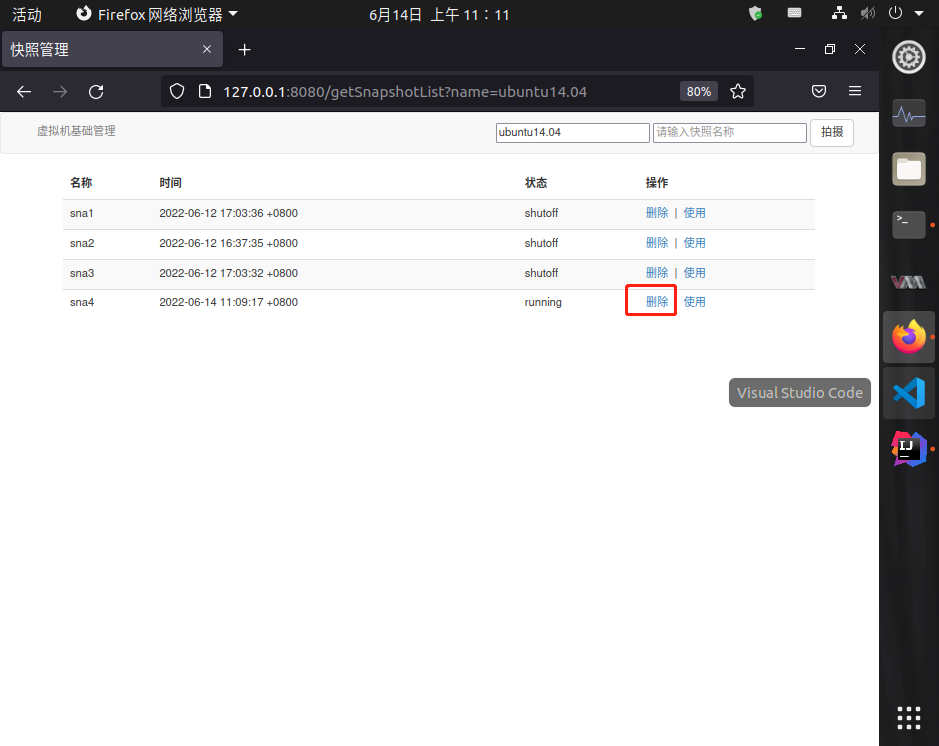 活动 Firefox 网络浏览器 6月14日 上午 11：11
快照管理
127.0.0.1:8080/getSnapshotList?name=ubuntu14.04 80%
虚拟机基础管理 ubuntu14.04 请输入快照名称 拍摄
名称 时间 状态 操作
sna1 2022-06-12 17:03:36 +0800 shutoff 删除 | 使用
sna2 2022-06-12 16:37:35 +0800 shutoff 删除 | 使用
sna3 2022-06-12 17:03:32 +0800 shutoff 删除 | 使用
sna4 2022-06-14 11:09:17 +0800 running 删除 使用
Visual Studio Code
IJ